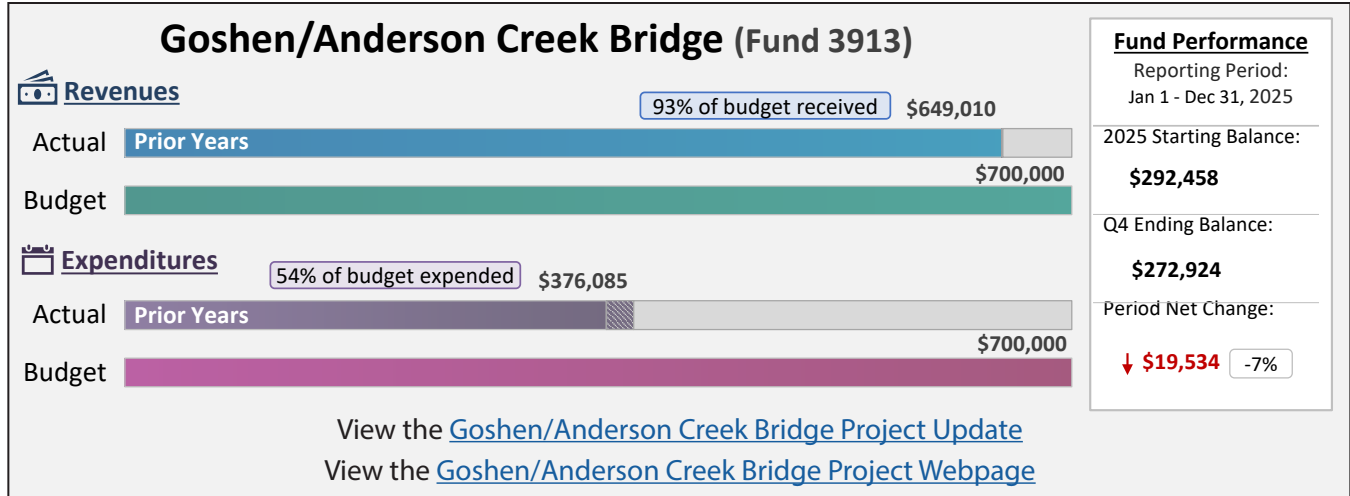 Goshen/Anderson Creek Bridge (Fund 3913)
Revenues
93% of budget received $649,010
Actual Prior Years
$700,000
Budget
Expenditures
54% of budget expended $376,085
Actual Prior Years
$700,000
Budget
View the Goshen/Anderson Creek Bridge Project Update
View the Goshen/Anderson Creek Bridge Project Webpage
Fund Performance
Reporting Period:
Jan 1 - Dec 31, 2025
2025 Starting Balance:
$292,458
Q4 Ending Balance:
$272,924
Period Net Change:
↓ $19,534 -7%